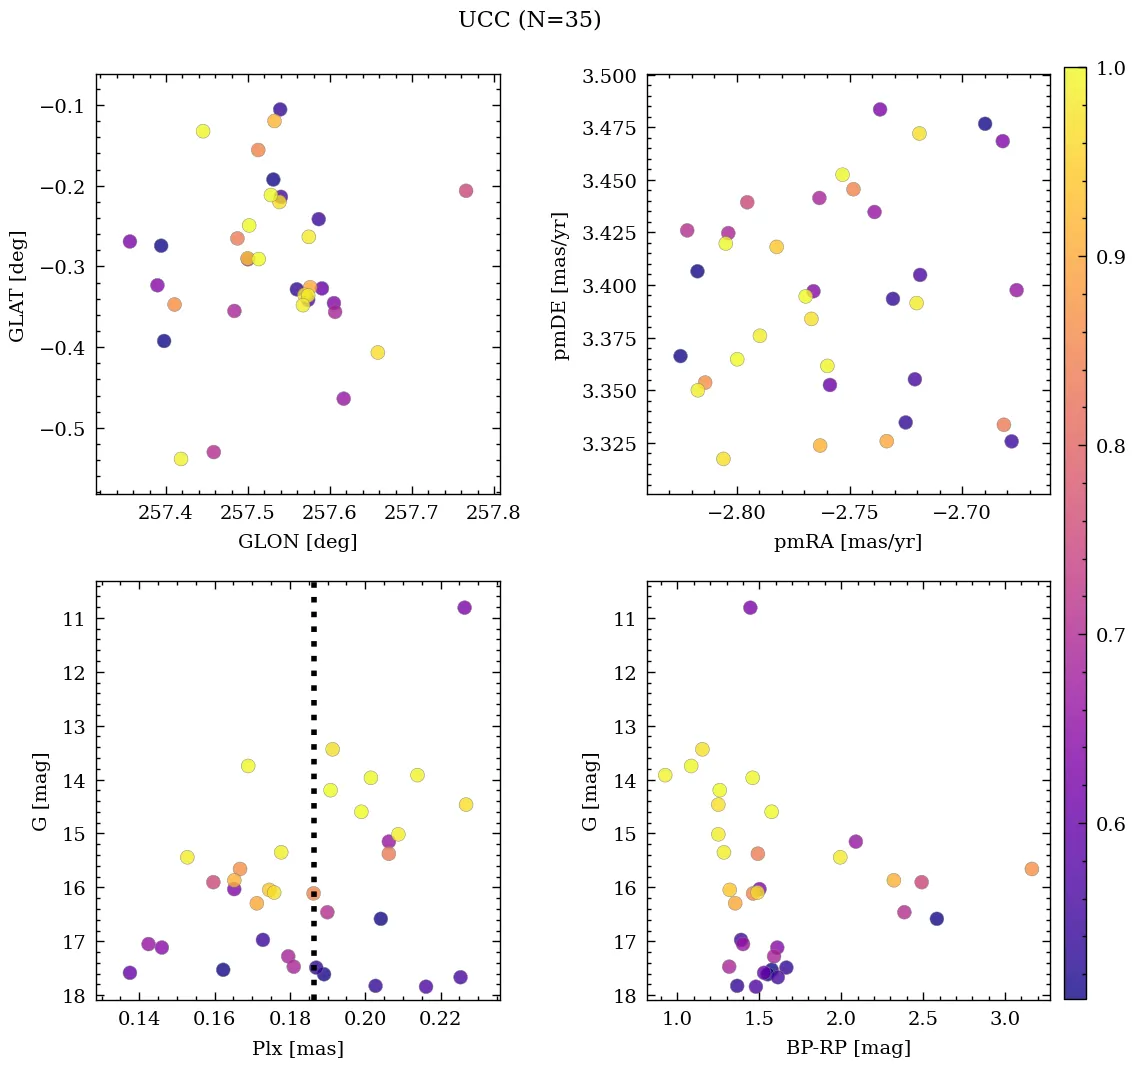 UCC (N=35)
−0.1
−0.2
−0.3
−0.4
−0.5
GLAT [deg]
257.4 257.5 257.6 257.7 257.8
GLON [deg]
3.500
3.475
3.450
3.425
3.400
3.375
3.350
3.325
pmDE [mas/yr]
−2.80 −2.75 −2.70
pmRA [mas/yr]
11
12
13
14
15
16
17
18
G [mag]
0.14 0.16 0.18 0.20 0.22
Plx [mas]
11
12
13
14
15
16
17
18
G [mag]
1.0 1.5 2.0 2.5 3.0
BP-RP [mag]
1.0
0.9
0.8
0.7
0.6